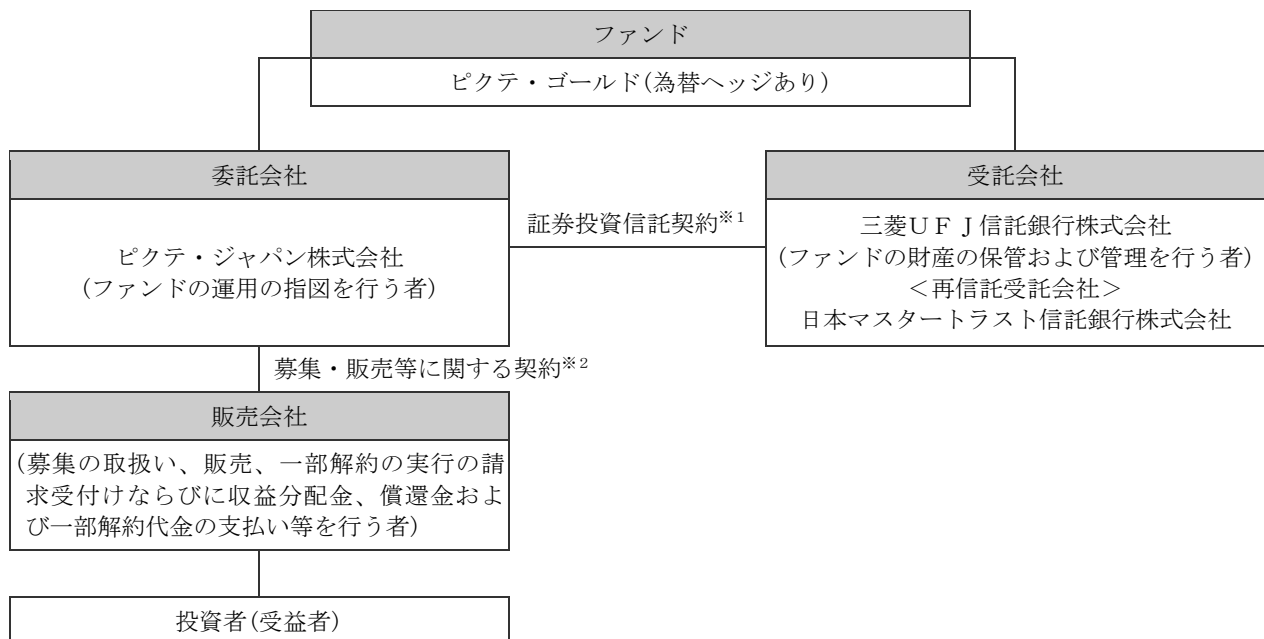 ファンド
ピクテ・ゴールド(為替ヘッジあり)
委託会社
ピクテ・ジャパン株式会社
(ファンドの運用の指図を行う者)
証券投資信託契約※1
受託会社
三菱UFJ信託銀行株式会社
(ファンドの財産の保管および管理を行う者)
<再信託受託会社>
日本マスタートラスト信託銀行株式会社
募集・販売等に関する契約※2
販売会社
(募集の取扱い、販売、一部解約の実行の請
求受付けならびに収益分配金、償還金およ
び一部解約代金の支払い等を行う者)
投資者(受益者)